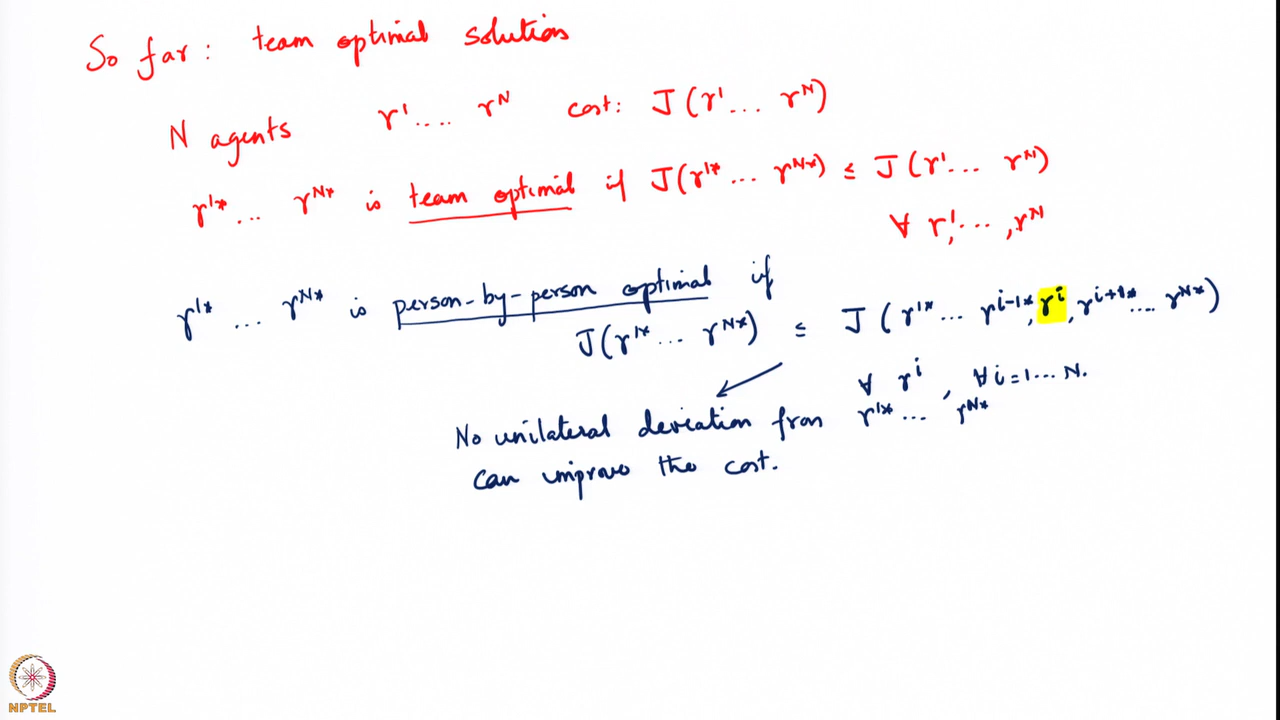 So far: team optimal solution
N agents γ¹.... γᴺ cost: J(γ¹... γᴺ)
γ¹*... γᴺ* is team optimal if J(γ¹*... γᴺ*) ≤ J(γ¹... γᴺ)
∀ γ¹,...,γᴺ
γ¹* ... γᴺ* is person-by-person optimal if
J(γ¹*... γᴺ*) ≤ J(γ¹*... γⁱ⁻¹*, γⁱ, γⁱ⁺¹*.... γᴺ*)
∀ γⁱ, ∀i=1...N.
No unilateral deviation from γ¹*... γᴺ*
can improve the cost.
NPTEL